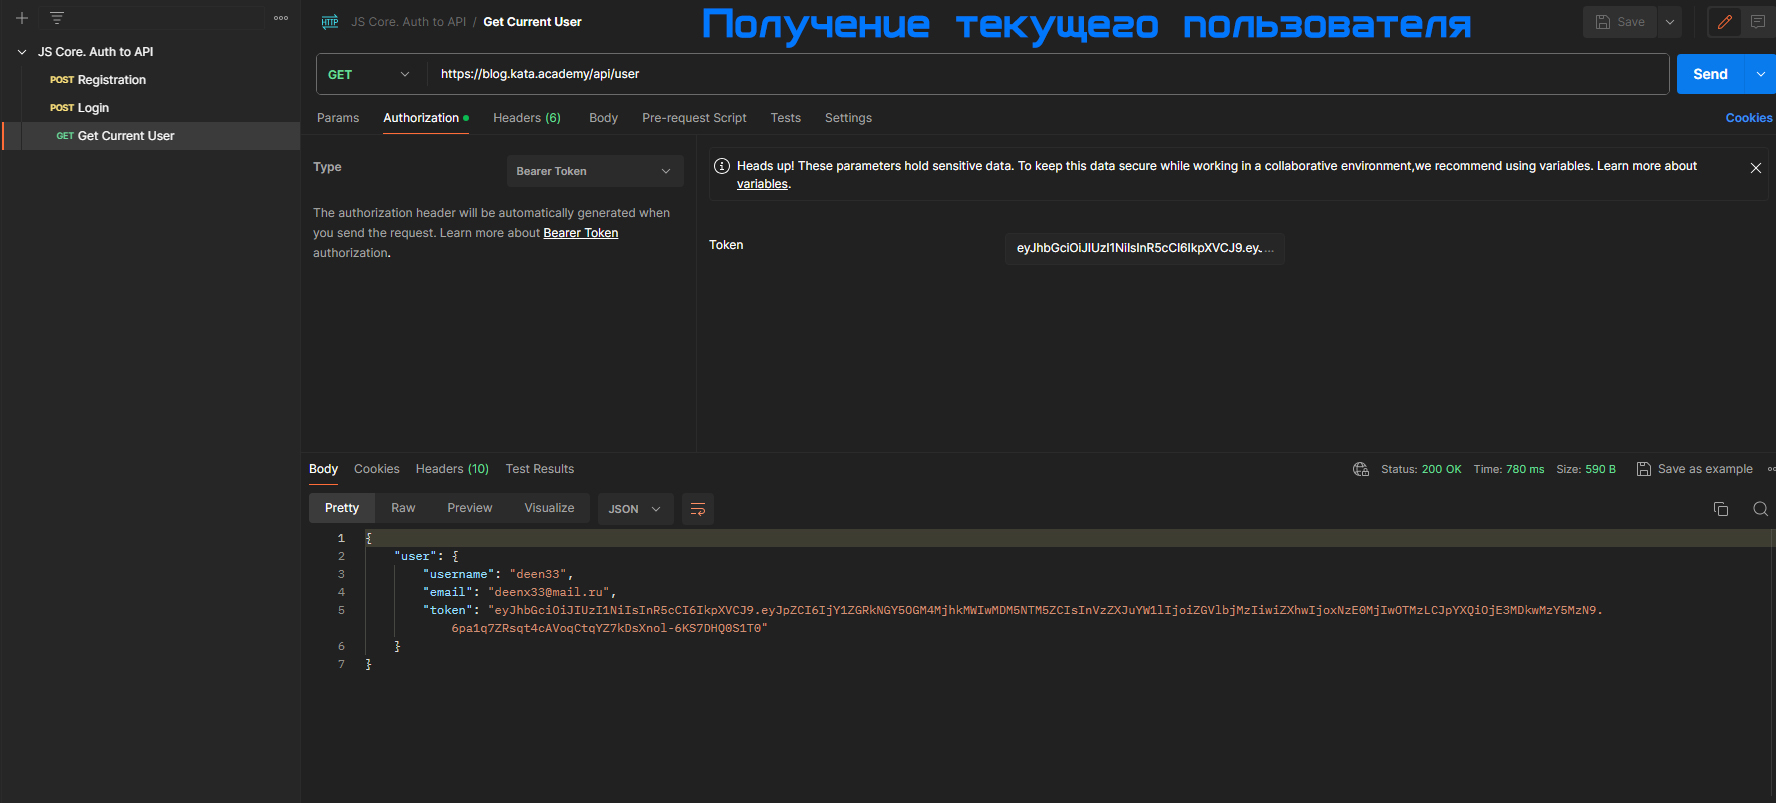 JS Core. Auth to API / Get Current User
Получение текущего пользователя
Save
JS Core. Auth to API
POST Registration
POST Login
GET Get Current User
GET https://blog.kata.academy/api/user
Send
Params Authorization Headers (6) Body Pre-request Script Tests Settings
Cookies
Type Bearer Token
The authorization header will be automatically generated when
you send the request. Learn more about Bearer Token
authorization.
Heads up! These parameters hold sensitive data. To keep this data secure while working in a collaborative environment,we recommend using variables. Learn more about
variables.
Token eyJhbGciOiJIUzI1NiIsInR5cCI6IkpXVCJ9.eyJ...
Body Cookies Headers (10) Test Results
Status: 200 OK Time: 780 ms Size: 590 B Save as example
Pretty Raw Preview Visualize JSON
1 {
2 "user": {
3 "username": "deen33",
4 "email": "deenx33@mail.ru",
5 "token": "eyJhbGciOiJIUzI1NiIsInR5cCI6IkpXVCJ9.eyJpZCI6IjY1ZGRkNGY5OGM4MjhkMWIwMDM5NTM5ZCIsInVzZXJuYW1lIjoiZGVlbjMzIiwiZXhwIjoxNzE0MjIwOTMzLCJpYXQiOjE3MDkwMzY5MzN9.
6pa1q7ZRsqt4cAVoqCtqYZ7kDsXnol-6KS7DHQ0S1T0"
6 }
7 }
HTTP